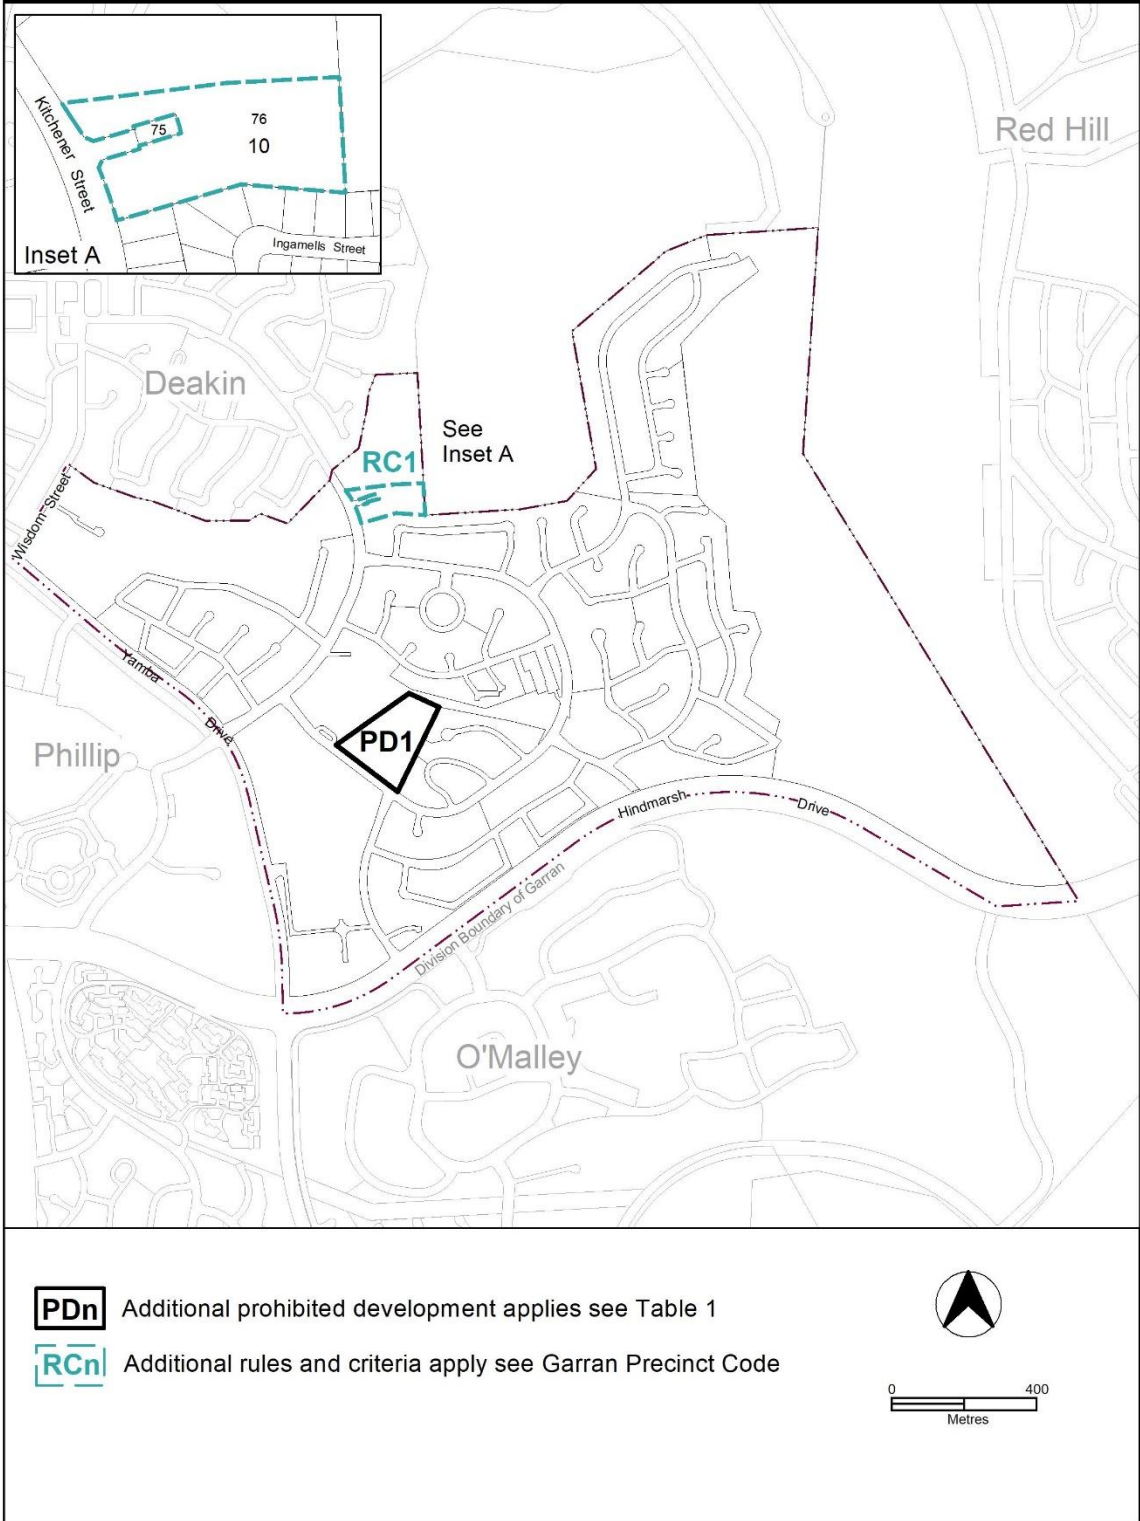 Kitchener Street
75
76
10
Ingamells Street
Inset A
Red Hill
Deakin
See
Inset A
RC1
Wisdom Street
Yamba
Drive
Phillip
PD1
Hindmarsh
Drive
Division Boundary of Garran
O'Malley
PDn Additional prohibited development applies see Table 1
RCn Additional rules and criteria apply see Garran Precinct Code
0 400
Metres